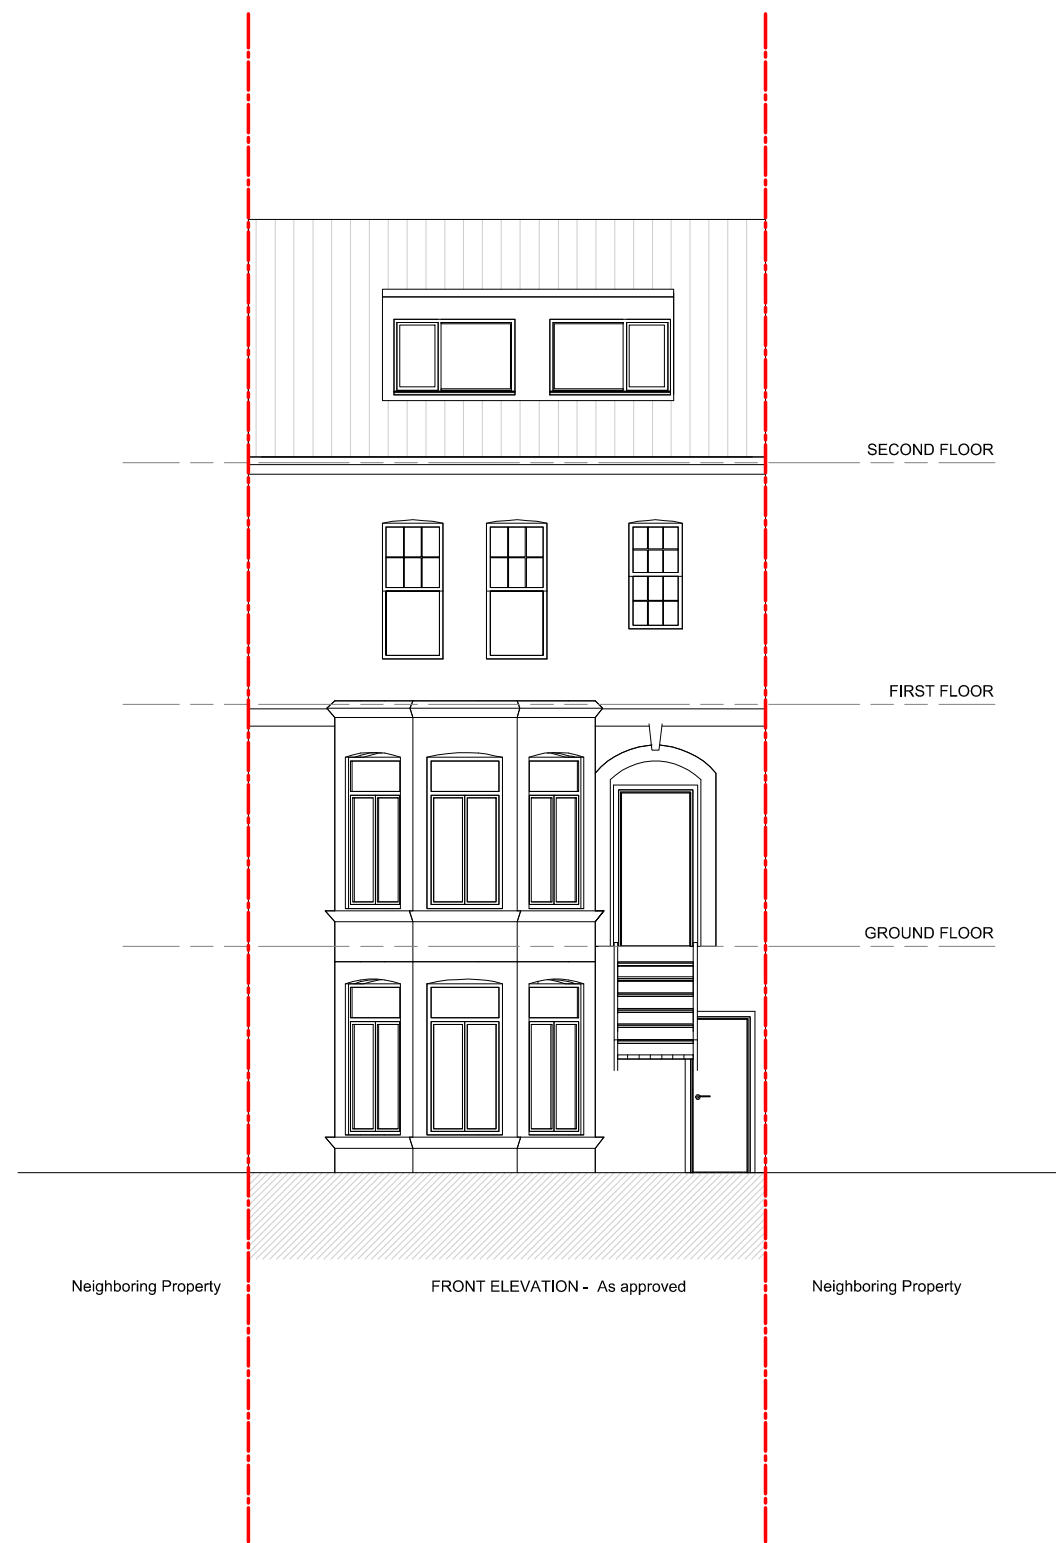 SECOND FLOOR
FIRST FLOOR
GROUND FLOOR
Neighboring Property
FRONT ELEVATION - As approved
Neighboring Property